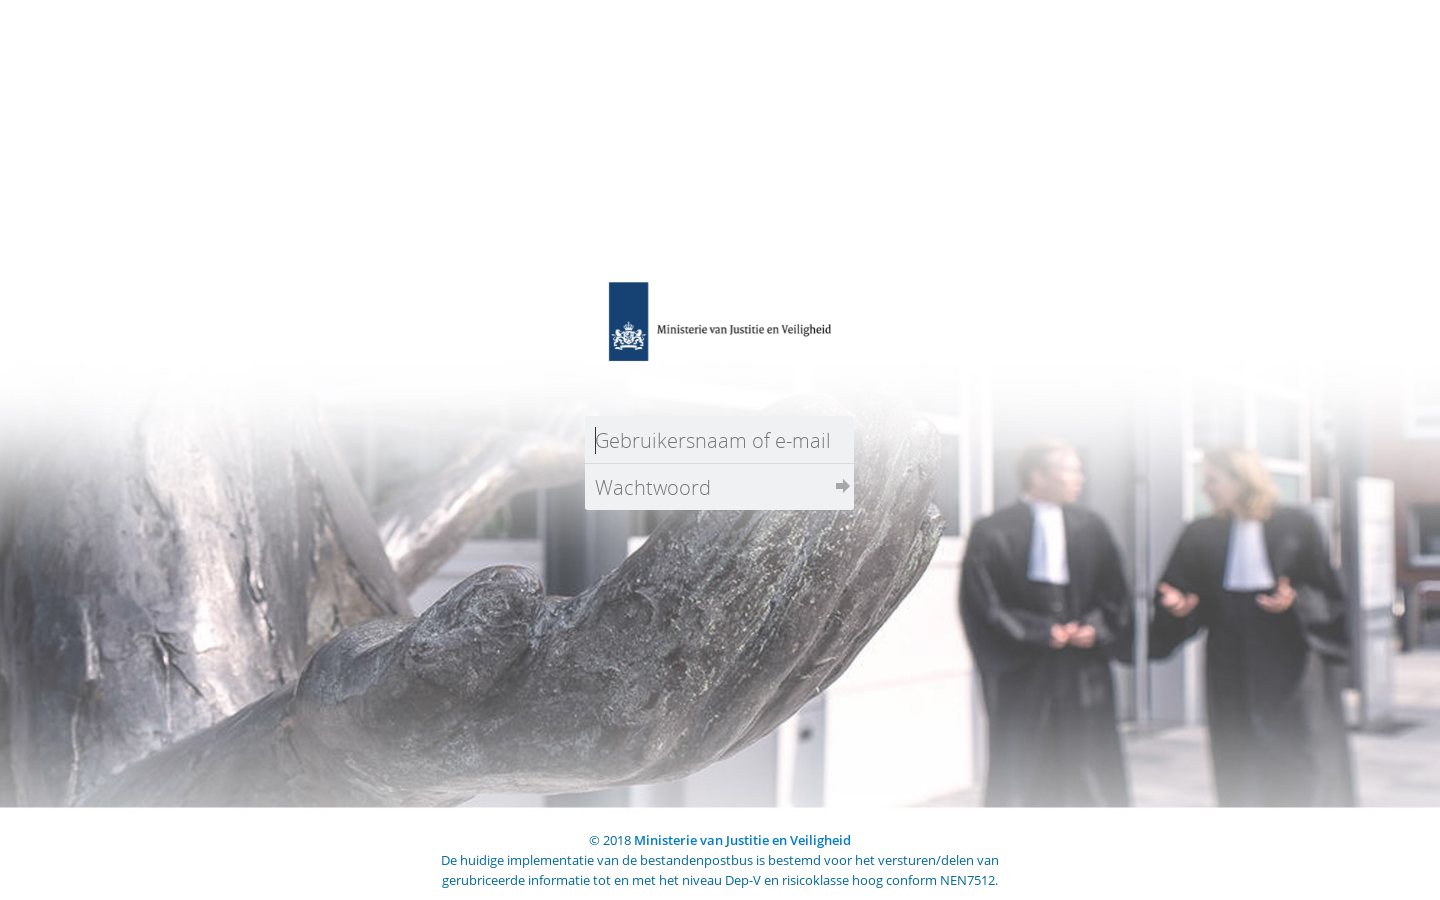 Ministerie van Justitie en Veiligheid
Gebruikersnaam of e-mail
Wachtwoord
© 2018 Ministerie van Justitie en Veiligheid
De huidige implementatie van de bestandenpostbus is bestemd voor het versturen/delen van
gerubriceerde informatie tot en met het niveau Dep-V en risicoklasse hoog conform NEN7512.